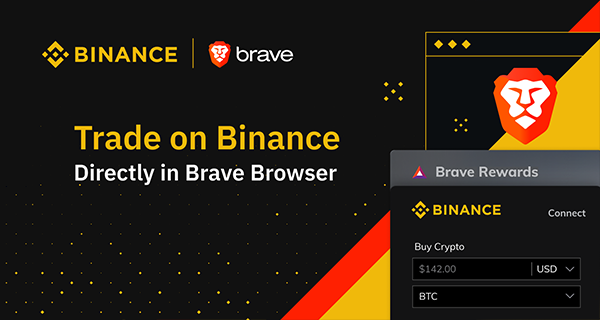 BINANCE
brave
Trade on Binance
Directly in Brave Browser
Brave Rewards
BINANCE
Connect
Buy Crypto
$142.00
USD
BTC